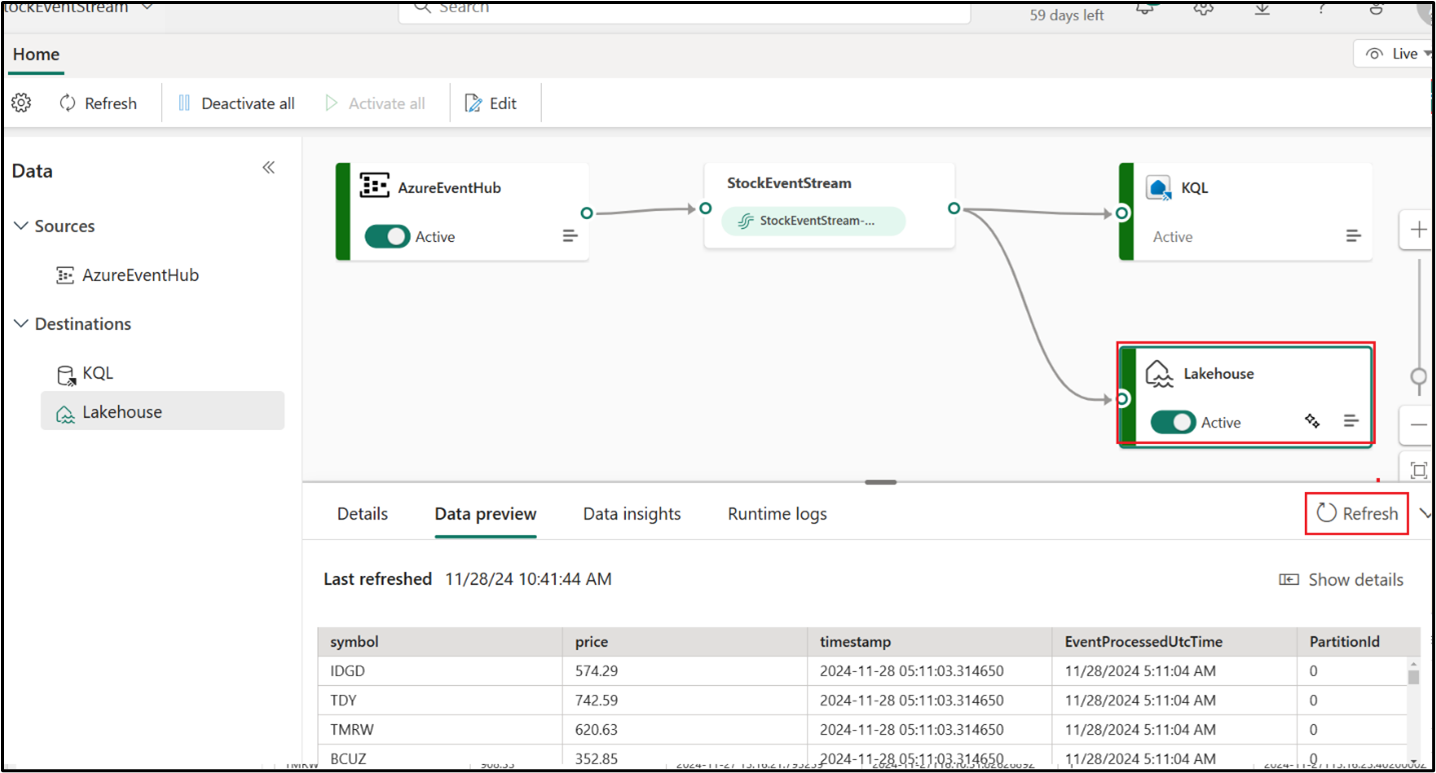 tockEventStream
Search
59 days left
Home
Live
Refresh
Deactivate all
Activate all
Edit
Data
Sources
AzureEventHub
Destinations
KQL
Lakehouse
AzureEventHub
Active
StockEventStream
StockEventStream-...
KQL
Active
Lakehouse
Active
Details Data preview Data insights Runtime logs
Refresh
Last refreshed 11/28/24 10:41:44 AM
Show details
symbol price timestamp EventProcessedUtcTime PartitionId
IDGD 574.29 2024-11-28 05:11:03.314650 11/28/2024 5:11:04 AM 0
TDY 742.59 2024-11-28 05:11:03.314650 11/28/2024 5:11:04 AM 0
TMRW 620.63 2024-11-28 05:11:03.314650 11/28/2024 5:11:04 AM 0
BCUZ 352.85 2024-11-28 05:11:03.314650 11/28/2024 5:11:04 AM 0